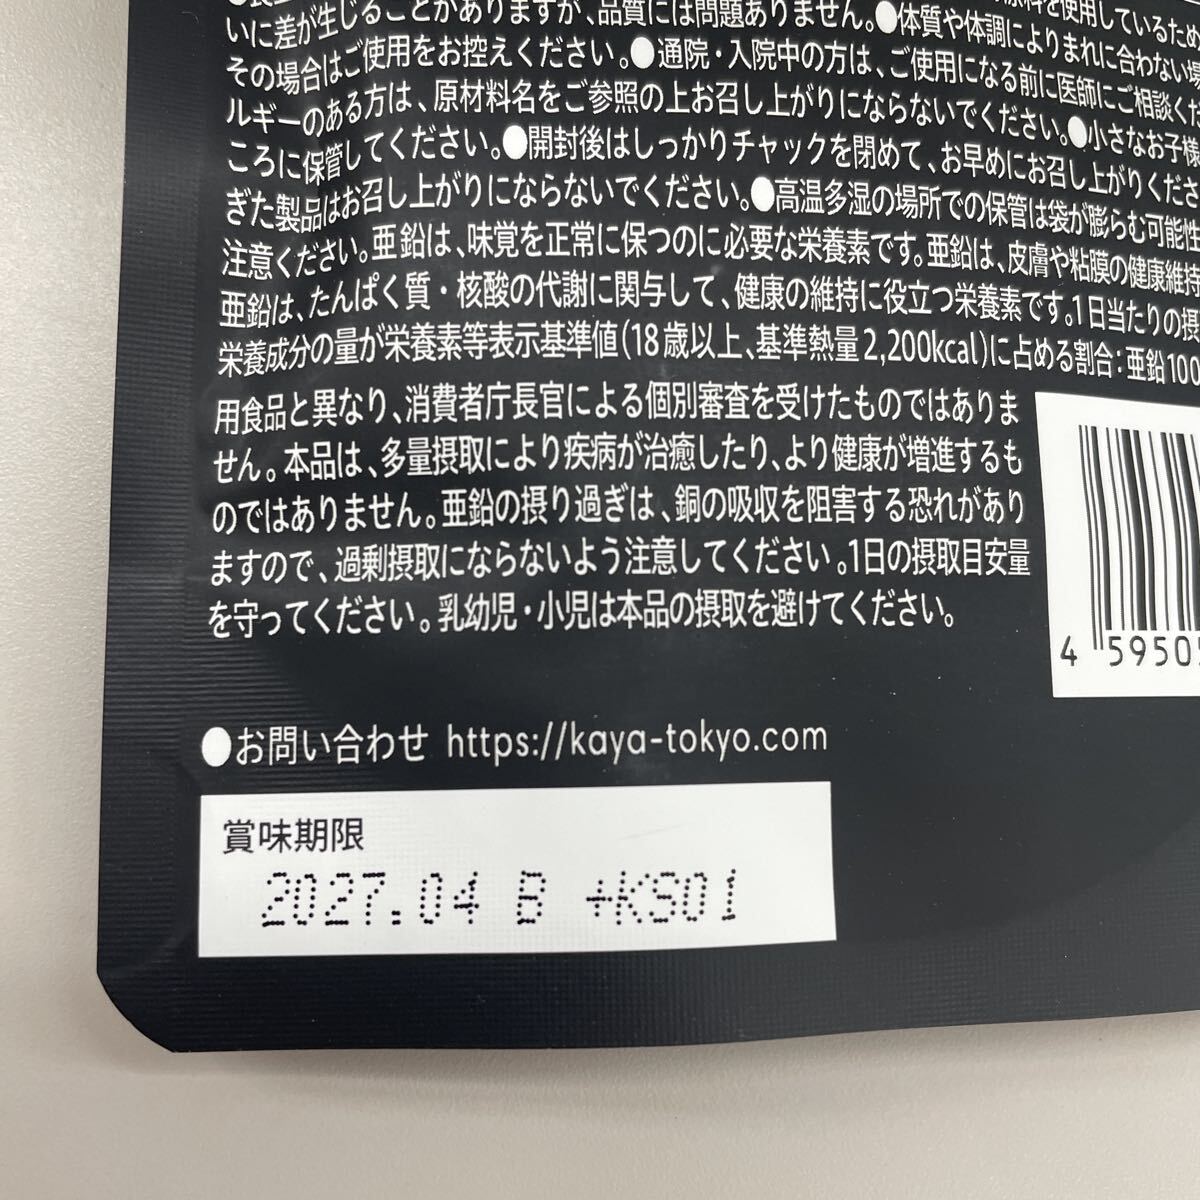 いに差が生じることがありますが、品質には問題ありません。●体質や体調によりまれに合わない場
その場合はご使用をお控えください。●通院・入院中の方は、ご使用になる前に医師にご相談くだ
ルギーのある方は、原材料名をご参照の上お召し上がりにならないでください。●小さなお子様
ころに保管してください。●開封後はしっかりチャックを閉めて、お早めにお召し上がりくださ
ぎた製品はお召し上がりにならないでください。●高温多湿の場所での保管は袋が膨らむ可能性
注意ください。亜鉛は、味覚を正常に保つのに必要な栄養素です。亜鉛は、皮膚や粘膜の健康維持
亜鉛は、たんぱく質・核酸の代謝に関与して、健康の維持に役立つ栄養素です。1日当たりの摂
栄養成分の量が栄養素等表示基準値(18歳以上、基準熱量2,200kcal)に占める割合：亜鉛100
用食品と異なり、消費者庁長官による個別審査を受けたものではありま
せん。本品は、多量摂取により疾病が治癒したり、より健康が増進するも
のではありません。亜鉛の摂り過ぎは、銅の吸収を阻害する恐れがあり
ますので、過剰摂取にならないよう注意してください。1日の摂取目安量
を守ってください。乳幼児・小児は本品の摂取を避けてください。
4 59505
●お問い合わせ https://kaya-tokyo.com
賞味期限
2027.04 B +KS01